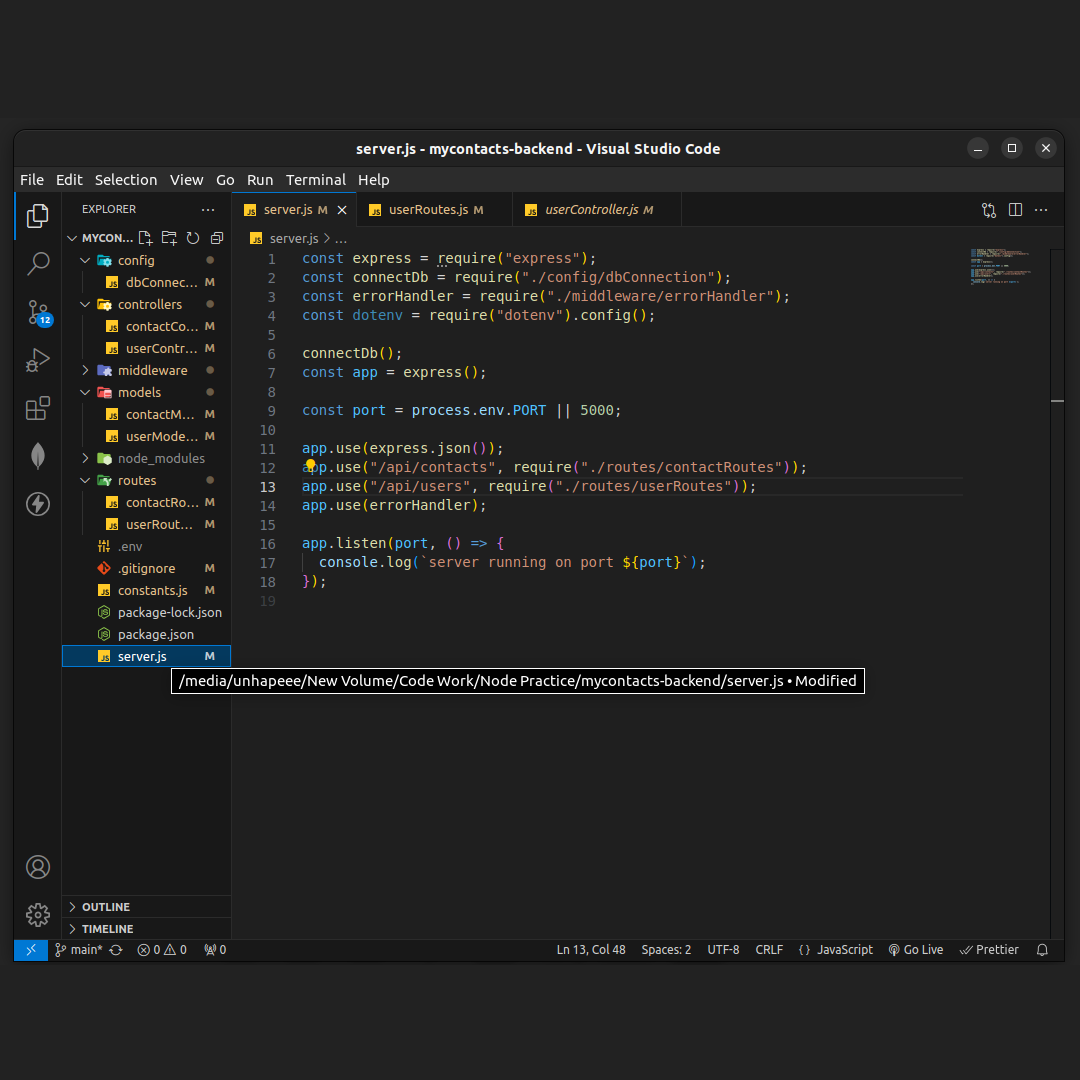 server.js - mycontacts-backend - Visual Studio Code
File Edit Selection View Go Run Terminal Help
EXPLORER
server.js M
userRoutes.js M
userController.js M
MYCON...
server.js > ...
config
dbConnec... M
controllers
contactCo... M
userContr... M
middleware
models
contactM... M
userMode... M
node_modules
routes
contactRo... M
userRout... M
.env
.gitignore M
constants.js M
package-lock.json
package.json
server.js M
12
1 const express = require("express");
2 const connectDb = require("./config/dbConnection");
3 const errorHandler = require("./middleware/errorHandler");
4 const dotenv = require("dotenv").config();
5
6 connectDb();
7 const app = express();
8
9 const port = process.env.PORT || 5000;
10
11 app.use(express.json());
12 app.use("/api/contacts", require("./routes/contactRoutes"));
13 app.use("/api/users", require("./routes/userRoutes"));
14 app.use(errorHandler);
15
16 app.listen(port, () => {
17 console.log(`server running on port ${port}`);
18 });
19
/media/unhapeee/New Volume/Code Work/Node Practice/mycontacts-backend/server.js • Modified
OUTLINE
TIMELINE
main* 0 0 0 Ln 13, Col 48 Spaces: 2 UTF-8 CRLF {} JavaScript Go Live Prettier